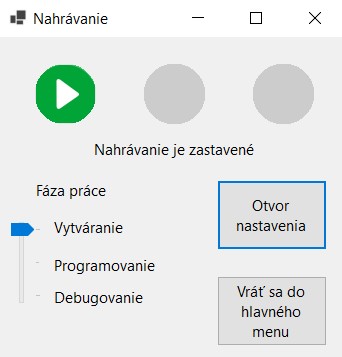 Nahrávanie
Nahrávanie je zastavené
Fáza práce
Vytváranie
Programovanie
Debugovanie
Otvor
nastavenia
Vráť sa do
hlavného
menu